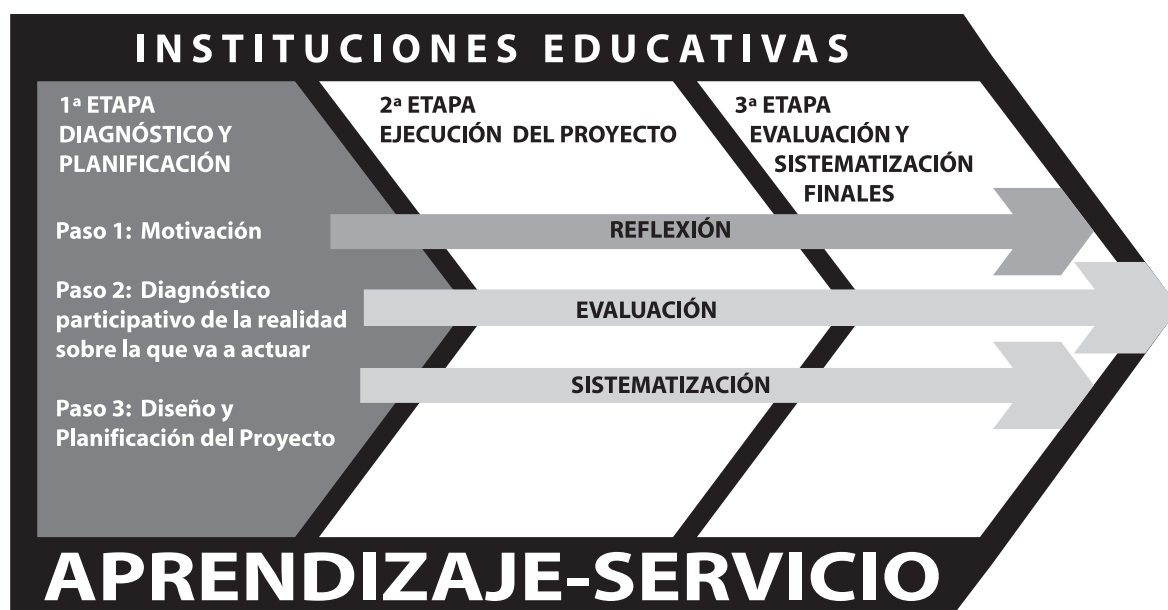 INSTITUCIONES EDUCATIVAS
1ª ETAPA
DIAGNÓSTICO Y
PLANIFICACIÓN
Paso 1: Motivación
Paso 2: Diagnóstico
participativo de la realidad
sobre la que va a actuar
Paso 3: Diseño y
Planificación del Proyecto
2ª ETAPA
EJECUCIÓN DEL PROYECTO
3ª ETAPA
EVALUACIÓN Y
SISTEMATIZACIÓN
FINALES
REFLEXIÓN
EVALUACIÓN
SISTEMATIZACIÓN
APRENDIZAJE-SERVICIO